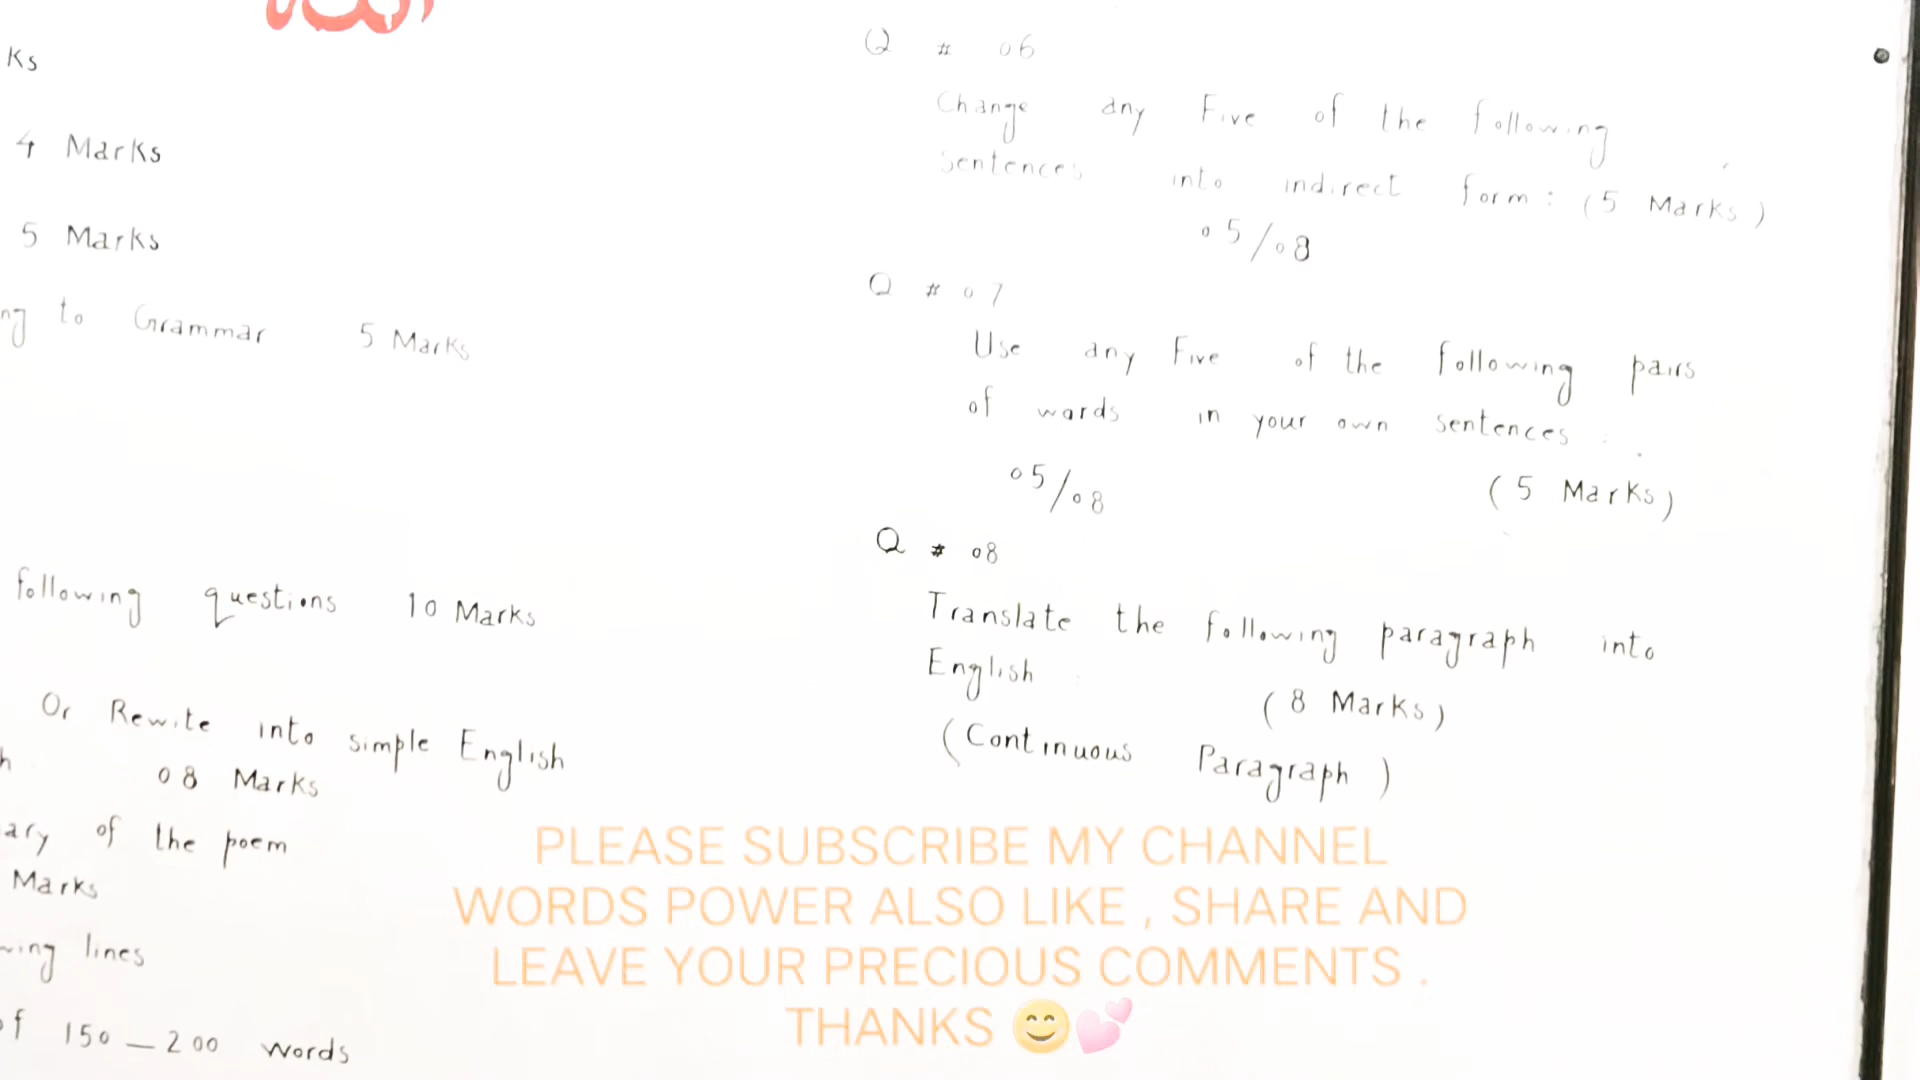 Ks
4 Marks
5 Marks
ng to Grammar 5 Marks
following questions 10 Marks
Or Rewite into simple English
h 08 Marks
ary of the poem
Marks
wing lines
of 150 — 200 words
Q # 06
Change any Five of the following
sentences into indirect form : (5 Marks)
05/08
Q # 07
Use any Five of the following pairs
of words in your own sentences :
05/08 (5 Marks)
Q # 08
Translate the following paragraph into
English (8 Marks)
(Continuous Paragraph)
PLEASE SUBSCRIBE MY CHANNEL
WORDS POWER ALSO LIKE , SHARE AND
LEAVE YOUR PRECIOUS COMMENTS .
THANKS 😊💕